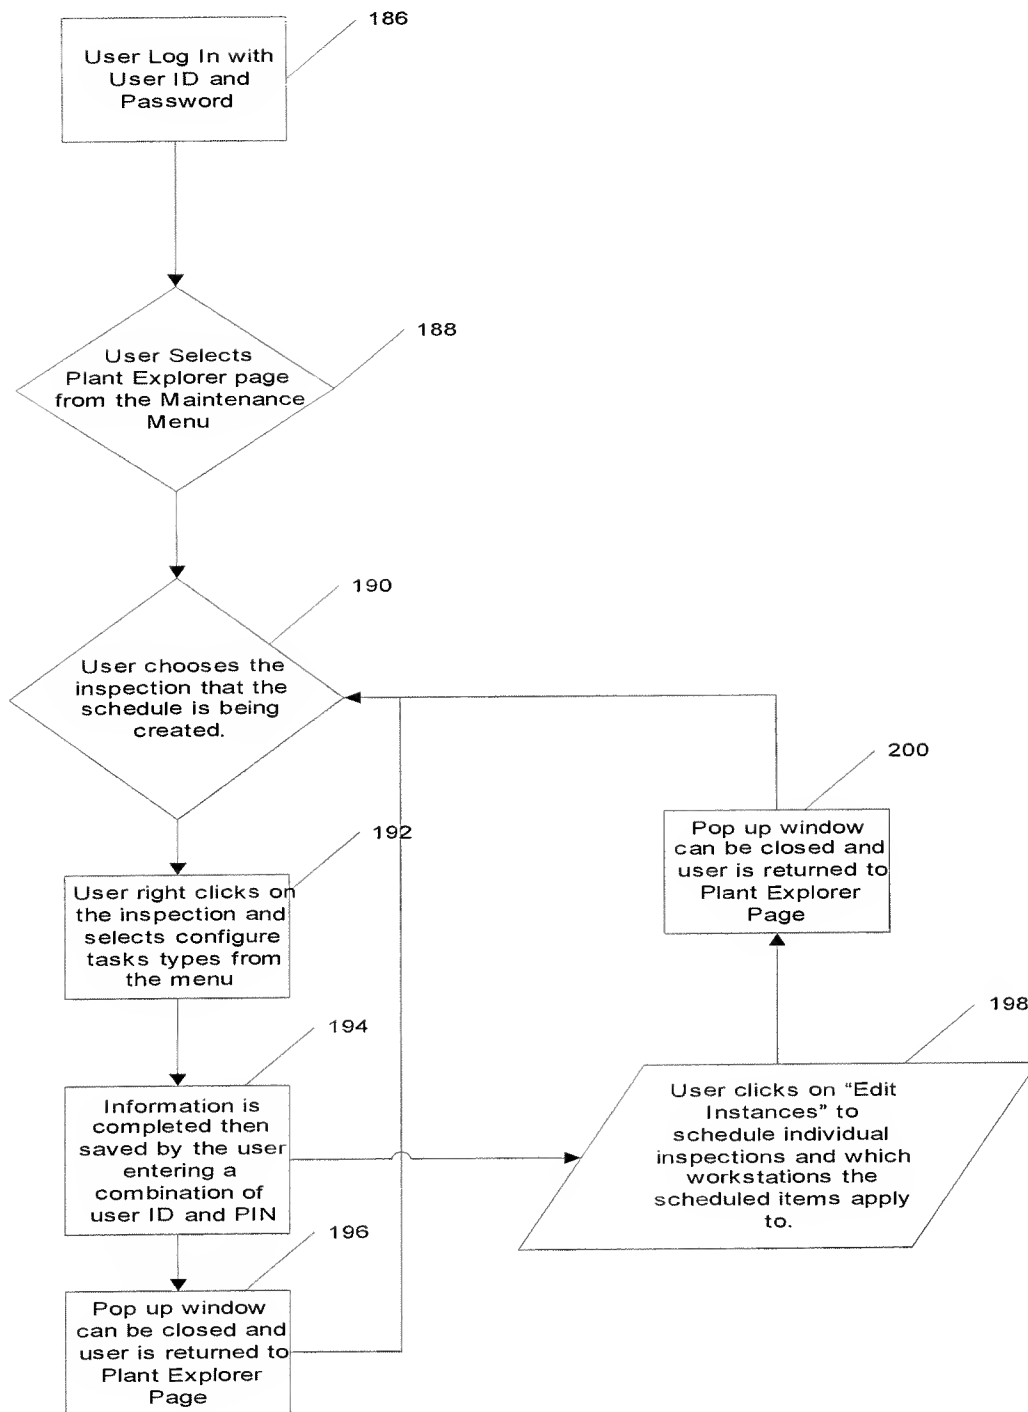 186
User Log In with
User ID and
Password
188
User Selects
Plant Explorer page
from the Maintenance
Menu
190
User chooses the
inspection that the
schedule is being
created.
192
User right clicks on
the inspection and
selects configure
tasks types from
the menu
194
Information is
completed then
saved by the user
entering a
combination of
user ID and PIN
196
Pop up window
can be closed and
user is returned to
Plant Explorer
Page
198
User clicks on “Edit
Instances” to
schedule individual
inspections and which
workstations the
scheduled items apply
to.
200
Pop up window
can be closed and
user is returned to
Plant Explorer
Page